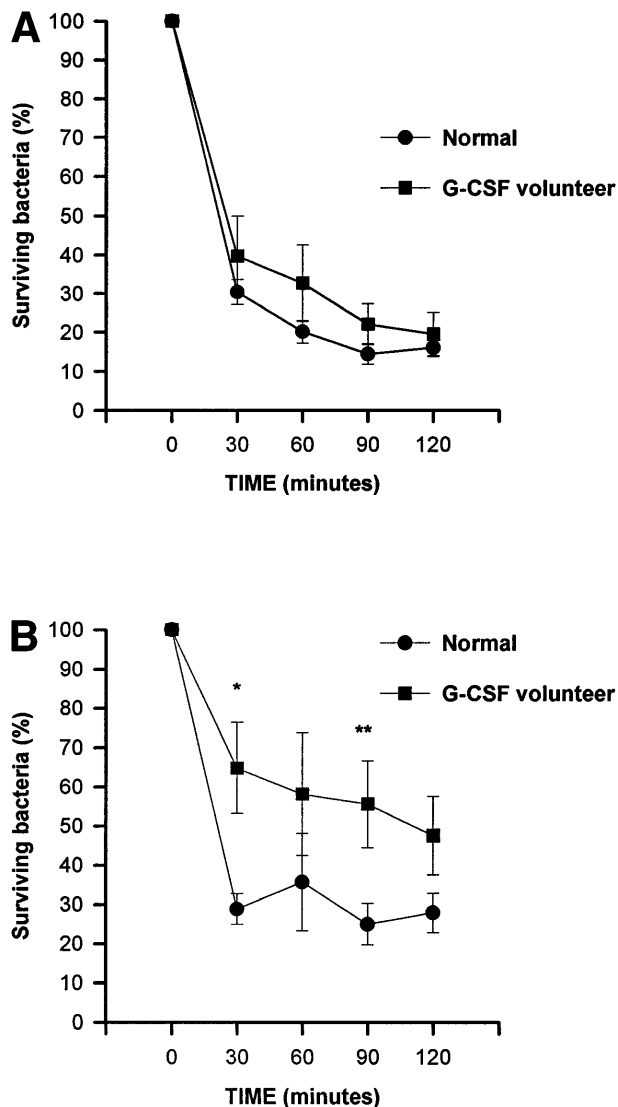 A
100
90
80
70
60
50
40
30
20
10
0
Surviving bacteria (%)
Normal
G-CSF volunteer
0 30 60 90 120
TIME (minutes)
B
100
90
80
70
60
50
40
30
20
10
0
Surviving bacteria (%)
Normal
G-CSF volunteer
*
**
0 30 60 90 120
TIME (minutes)